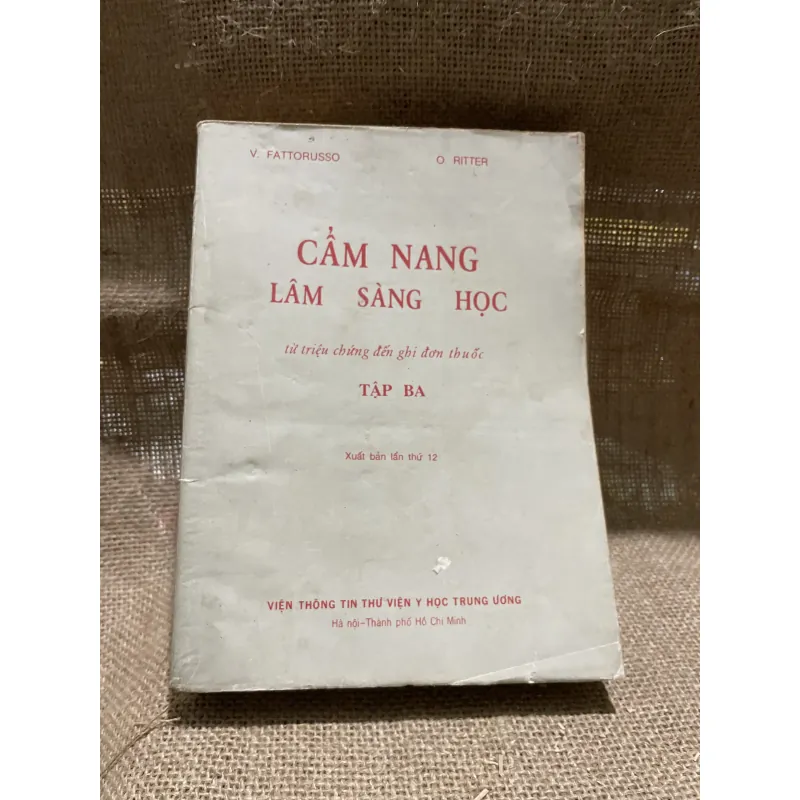 V. FATTORUSSO O RITTER
CẨM NANG
LÂM SÀNG HỌC
từ triệu chứng đến ghi đơn thuốc
TẬP BA
Xuất bản lần thứ 12
VIỆN THÔNG TIN THƯ VIỆN Y HỌC TRUNG ƯƠNG
Hà nội-Thành phố Hồ Chí Minh